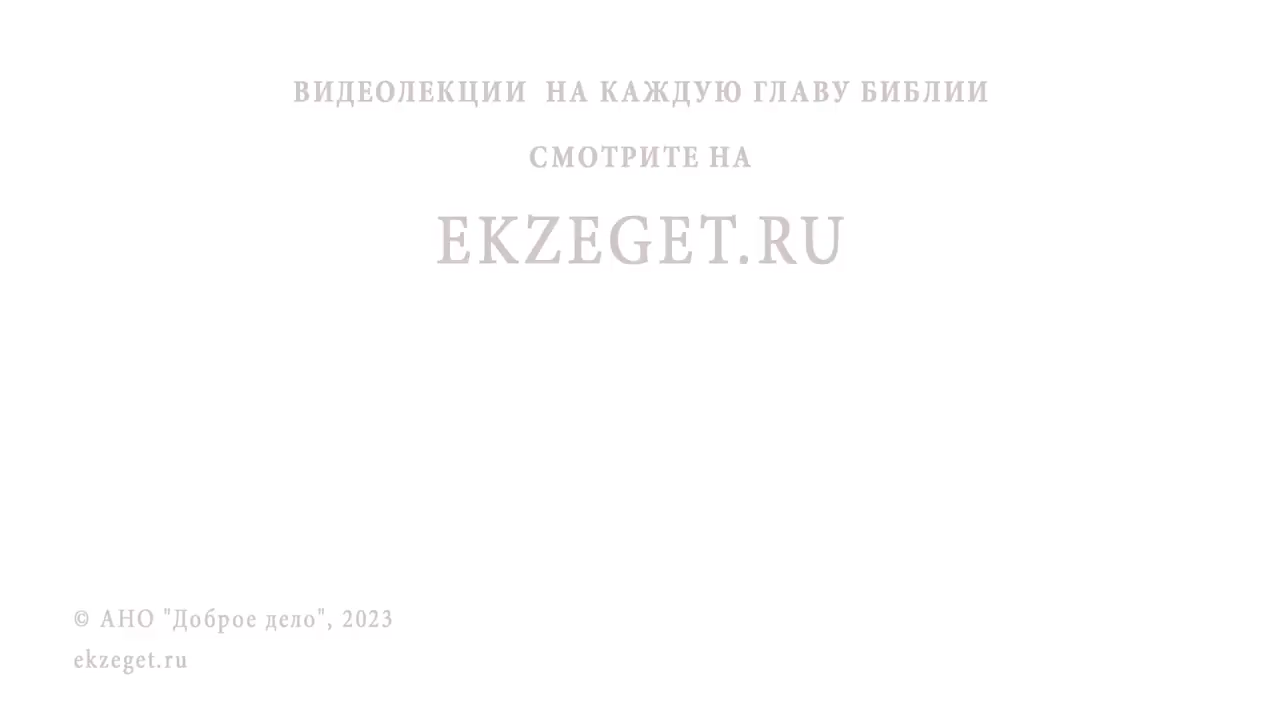 ВИДЕОЛЕКЦИИ НА КАЖДУЮ ГЛАВУ БИБЛИИ
СМОТРИТЕ НА
EKZEGET.RU
© АНО "Доброе дело", 2023
ekzeget.ru